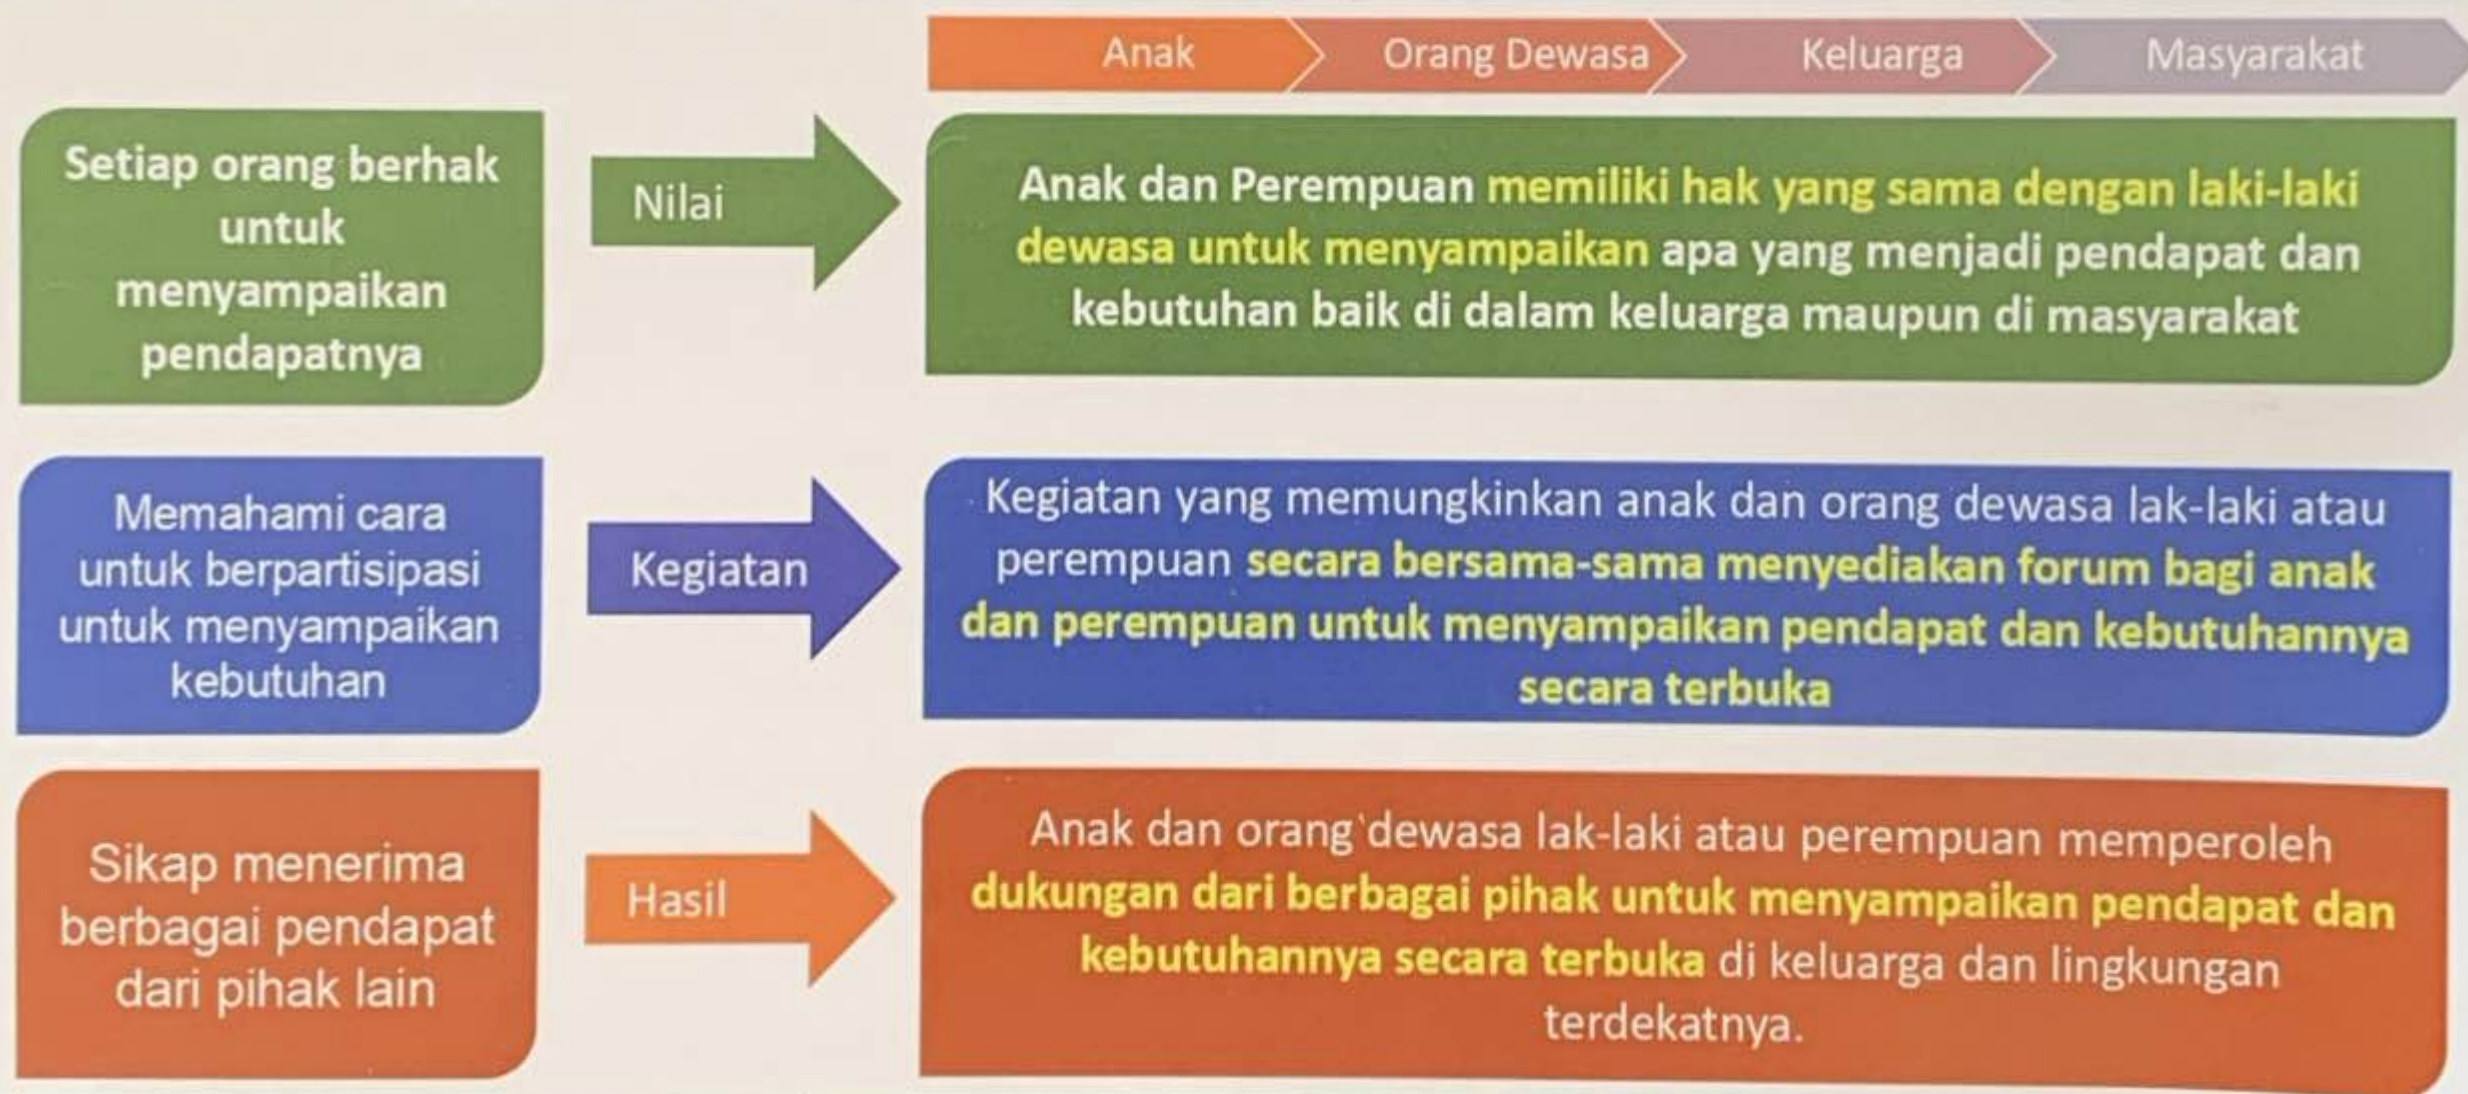 Anak
Orang Dewasa
Keluarga
Masyarakat
Setiap orang berhak
untuk
menyampaikan
pendapatnya
Nilai
Anak dan Perempuan memiliki hak yang sama dengan laki-laki
dewasa untuk menyampaikan apa yang menjadi pendapat dan
kebutuhan baik di dalam keluarga maupun di masyarakat
Memahami cara
untuk berpartisipasi
untuk menyampaikan
kebutuhan
Kegiatan
Kegiatan yang memungkinkan anak dan orang dewasa lak-laki atau
perempuan secara bersama-sama menyediakan forum bagi anak
dan perempuan untuk menyampaikan pendapat dan kebutuhannya
secara terbuka
Sikap menerima
berbagai pendapat
dari pihak lain
Hasil
Anak dan orang dewasa lak-laki atau perempuan memperoleh
dukungan dari berbagai pihak untuk menyampaikan pendapat dan
kebutuhannya secara terbuka di keluarga dan lingkungan
terdekatnya.